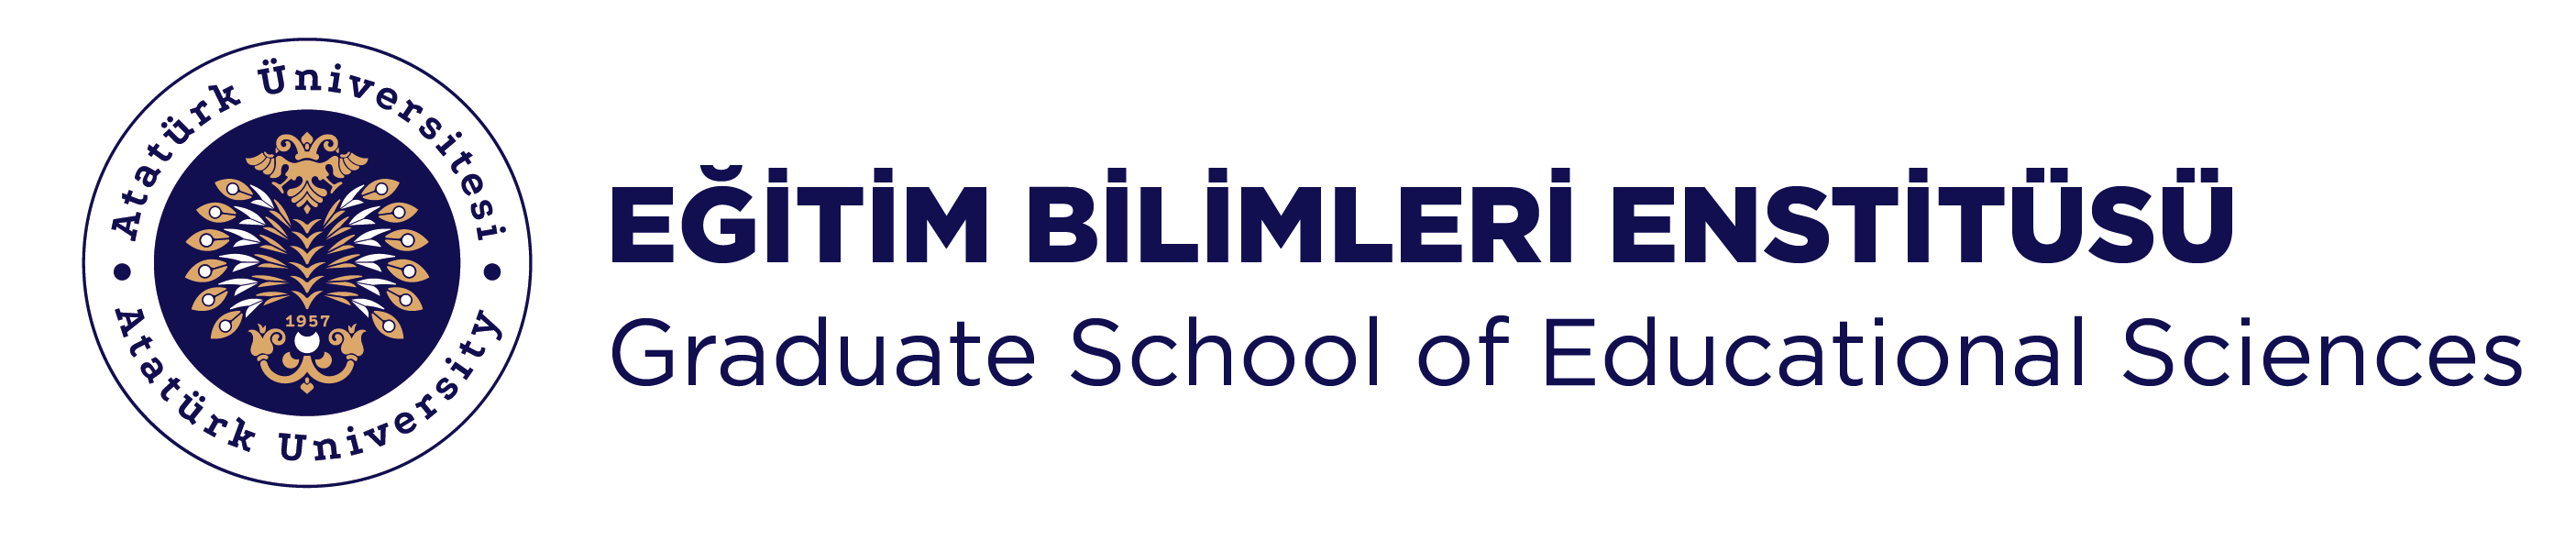 Atatürk Üniversitesi
1957
Atatürk University
EĞİTİM BİLİMLERİ ENSTİTÜSÜ
Graduate School of Educational Sciences